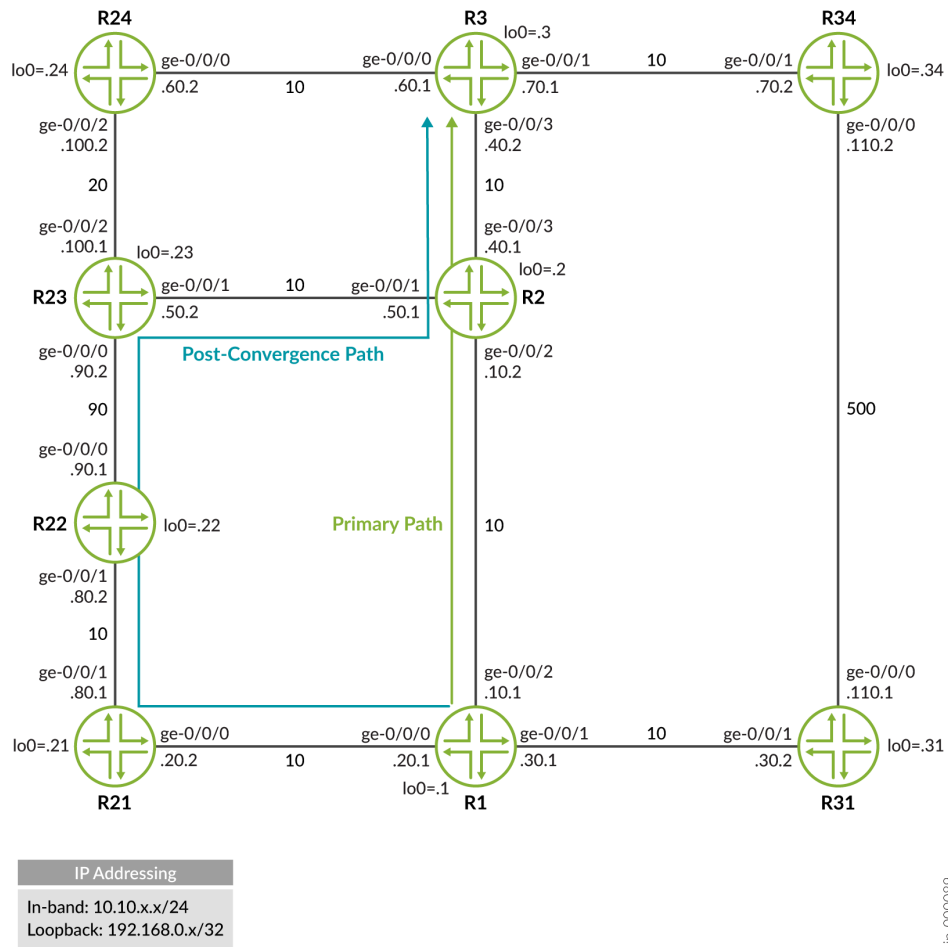 R24
R3
R34
lo0=.3
lo0=.24
ge-0/0/0
ge-0/0/0
ge-0/0/1
10
ge-0/0/1
lo0=.34
.60.2
10
.60.1
.70.1
.70.2
ge-0/0/2
ge-0/0/3
ge-0/0/0
.100.2
.40.2
.110.2
20
10
ge-0/0/2
ge-0/0/3
.100.1
.40.1
lo0=.23
lo0=.2
R23
ge-0/0/1
10
ge-0/0/1
R2
.50.2
.50.1
ge-0/0/0
Post-Convergence Path
ge-0/0/2
.90.2
.10.2
90
500
ge-0/0/0
.90.1
R22
lo0=.22
Primary Path
10
ge-0/0/1
.80.2
10
ge-0/0/1
ge-0/0/2
ge-0/0/0
.80.1
.10.1
.110.1
lo0=.21
ge-0/0/0
ge-0/0/0
ge-0/0/1
10
ge-0/0/1
lo0=.31
.20.2
10
.20.1
.30.1
.30.2
lo0=.1
R21
R1
R31
IP Addressing
In-band: 10.10.x.x/24
Loopback: 192.168.0.x/32